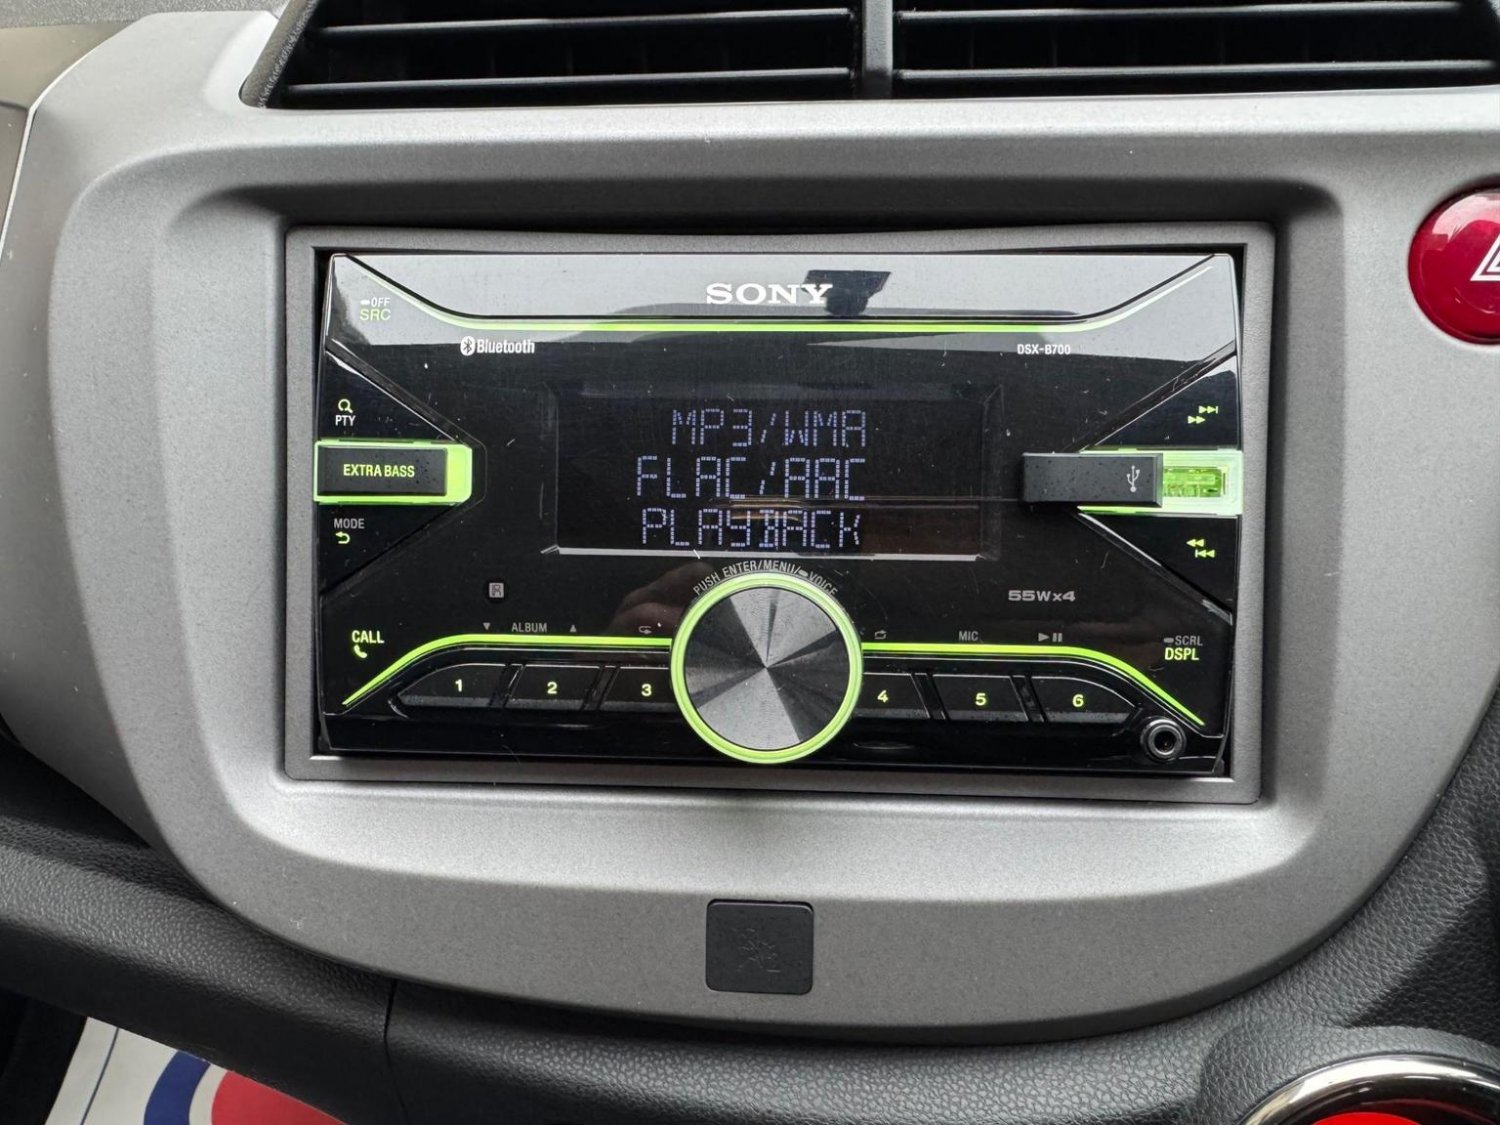 SONY
OFF
SRC
Bluetooth
DSX-B700
PTY
MP3/WMA
EXTRA BASS
FLAC/AAC
MODE
PLAYBACK
PUSH ENTER/MENU/ VOICE
55Wx4
CALL
ALBUM
MIC
SCRL
DSPL
1
2
3
4
5
6